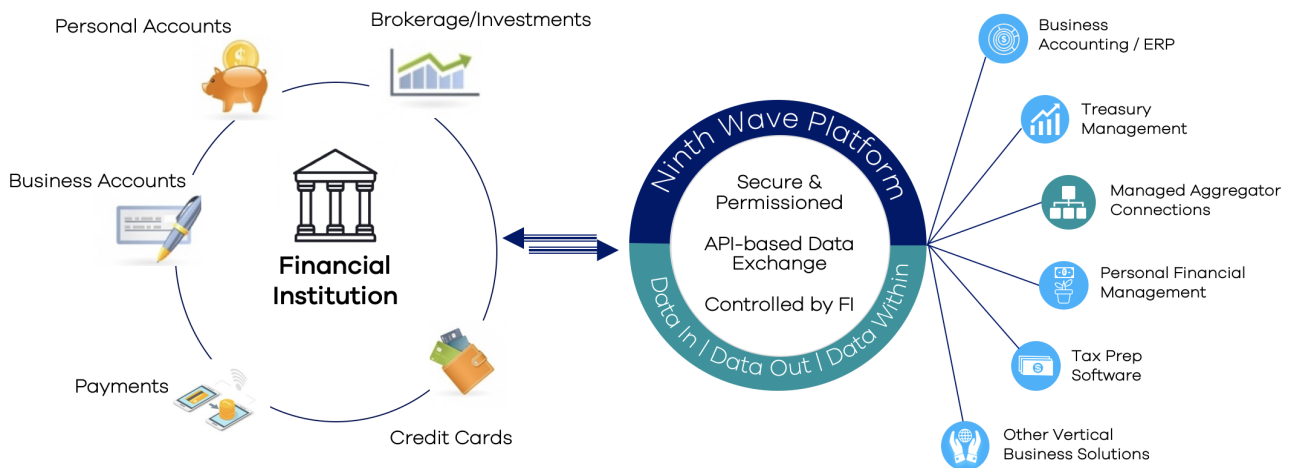 Personal Accounts
Brokerage/Investments
Business Accounts
Financial
Institution
Payments
Credit Cards
Ninth Wave Platform
Secure &
Permissioned
API-based Data
Exchange
Controlled by FI
Data In | Data Out | Data Within
Business
Accounting / ERP
Treasury
Management
Managed Aggregator
Connections
Personal Financial
Management
Tax Prep
Software
Other Vertical
Business Solutions